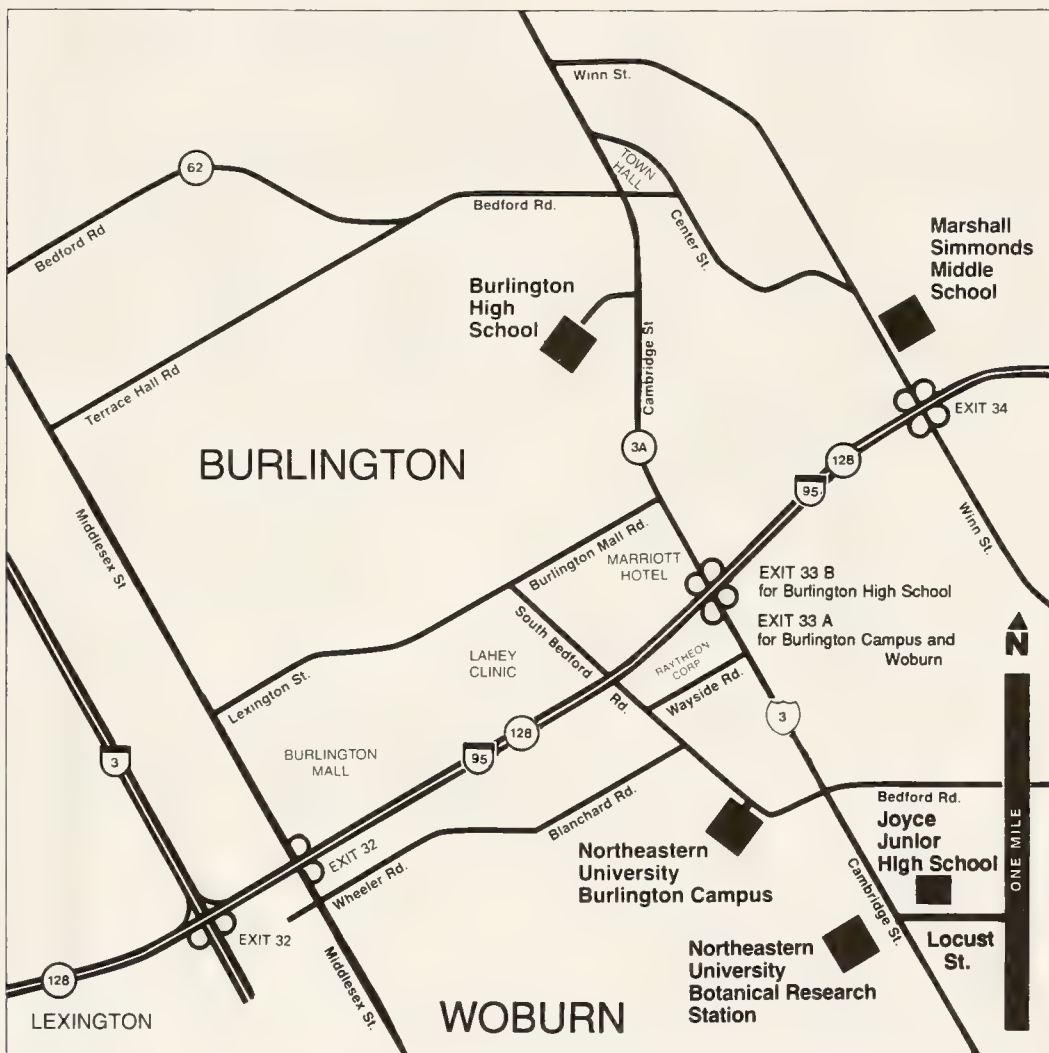 Winn St.
TOWN
HALL
62
Bedford Rd.
Bedford Rd
Center St.
Marshall
Simmonds
Middle
School
Burlington
High
School
Cambridge St
Terrace Hall Rd
EXIT 34
3A
128
BURLINGTON
95
Middlesex St
Winn St.
Burlington Mall Rd.
MARRIOTT
HOTEL
EXIT 33 B
for Burlington High School
EXIT 33 A
for Burlington Campus and
Woburn
N
South Bedford
Rd.
LAHEY
CLINIC
RAYTHEON
CORP
Wayside Rd.
Lexington St.
3
128
95
BURLINGTON
MALL
3
Blanchard Rd.
Bedford Rd.
Joyce
Junior
High School
ONE MILE
Northeastern
University
Burlington Campus
EXIT 32
Wheeler Rd.
Cambridge St.
EXIT 32
Locust
St.
Northeastern
University
Botanical Research
Station
Middlesex St.
128
LEXINGTON
WOBURN